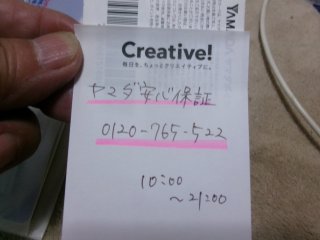 Creative!
毎日を、ちょっとクリエイティブに。
ヤマダ安心保証
0120-765-522
10:00
～21:00
YAM